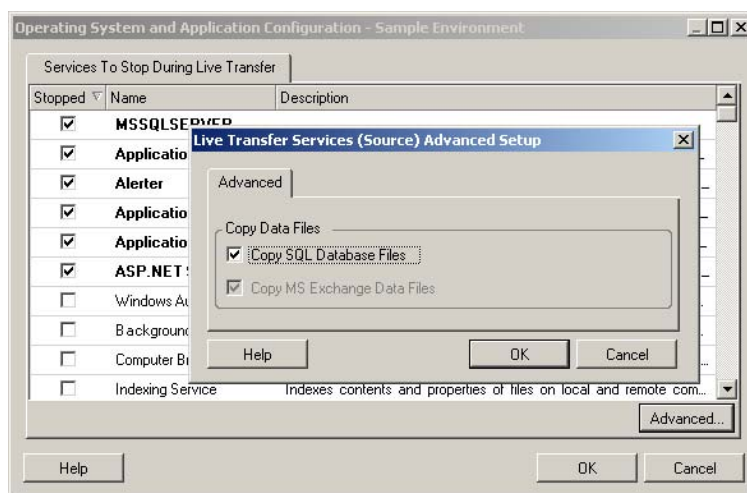 Operating System and Application Configuration - Sample Environment
Services To Stop During Live Transfer
Stopped Name Description
MSSQLSERVER
Live Transfer Services (Source) Advanced Setup
Alerter
Advanced
ASP.NET
Copy Data Files
Copy SQL Database Files
Copy MS Exchange Data Files
Windows
Computer
Help OK Cancel
Indexing Service Indexes contents and properties of files on local and remote com...
Advanced...
Help OK Cancel